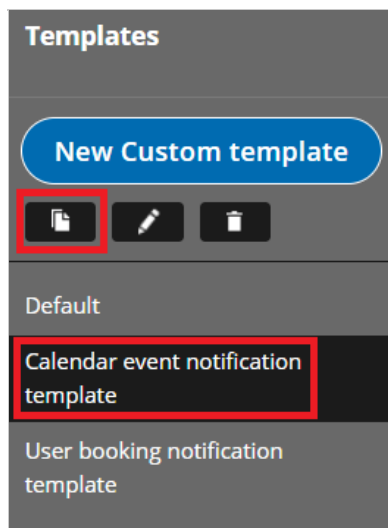 Templates
New Custom template
Default
Calendar event notification
template
User booking notification
template